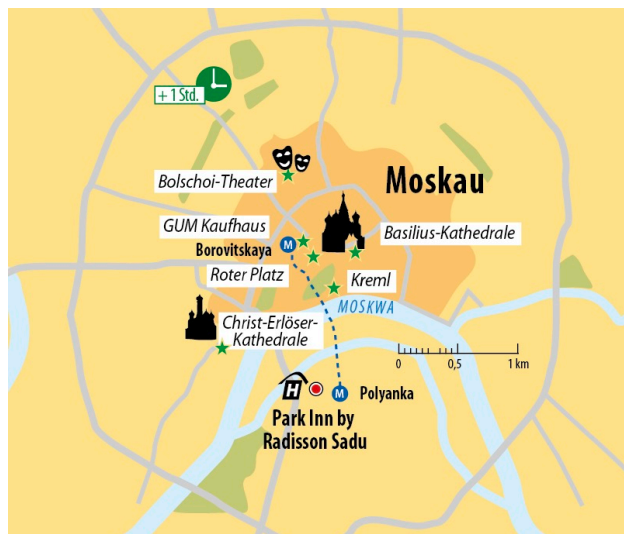 + 1 Std.
Bolschoi-Theater
Moskau
GUM Kaufhaus
Basilius-Kathedrale
Borovitskaya
M
Roter Platz
Kreml
MOSKWA
Christ-Erlöser-
Kathedrale
0 0,5 1 km
H
M
Polyanka
Park Inn by
Radisson Sadu